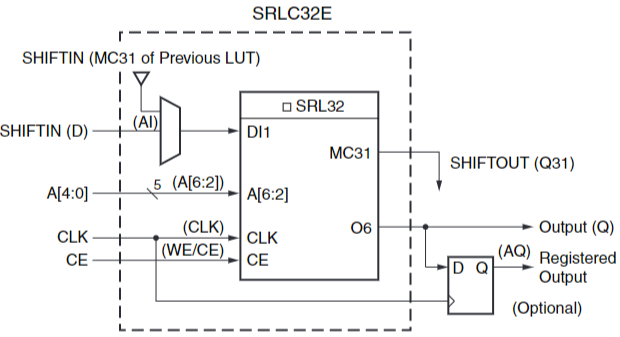 SRLC32E
SHIFTIN (MC31 of Previous LUT)
SRL32
SHIFTIN (D)
(AI)
DI1
MC31
SHIFTOUT (Q31)
A[4:0]
5
(A[6:2])
A[6:2]
(CLK)
O6
Output (Q)
CLK
CLK
(WE/CE)
CE
CE
(AQ)
D Q
Registered
Output
(Optional)